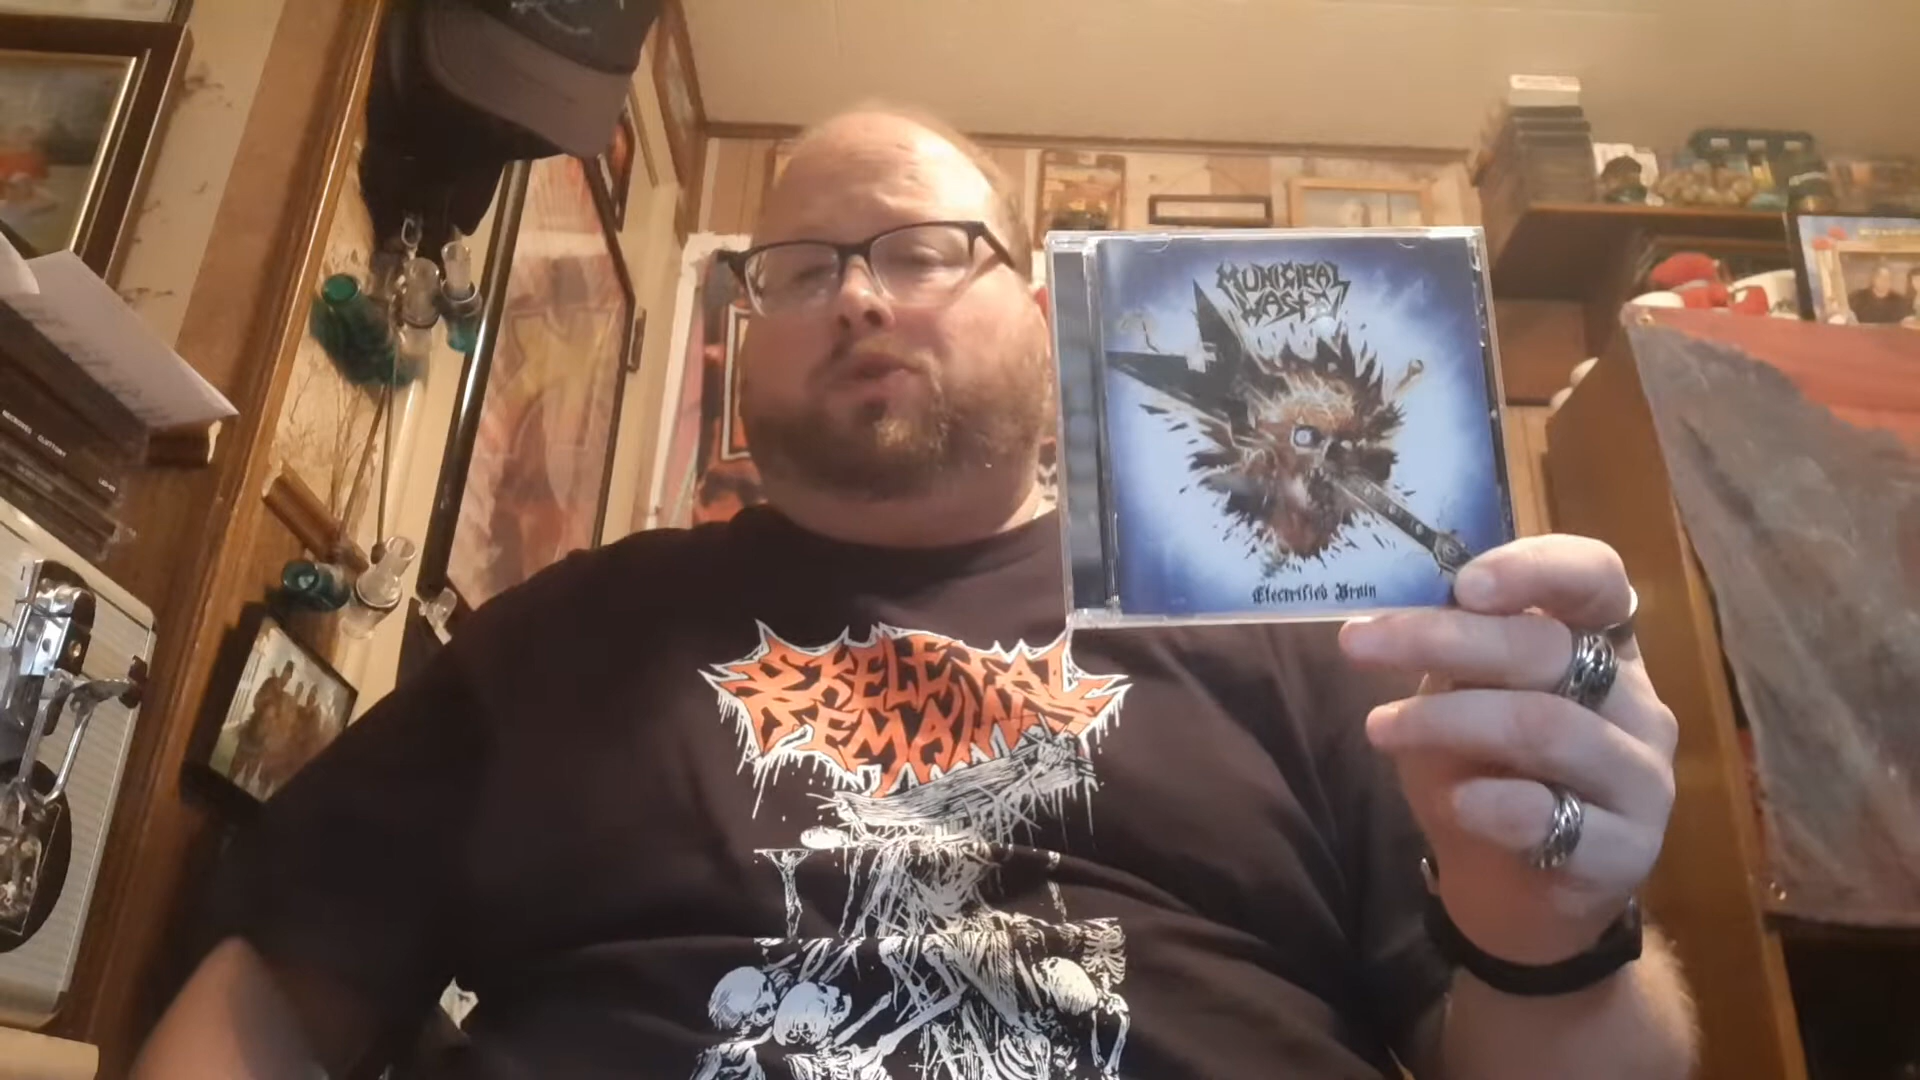 MUNICIPAL
WASTE
Electrified Brain
SKELETAL
REMAINS